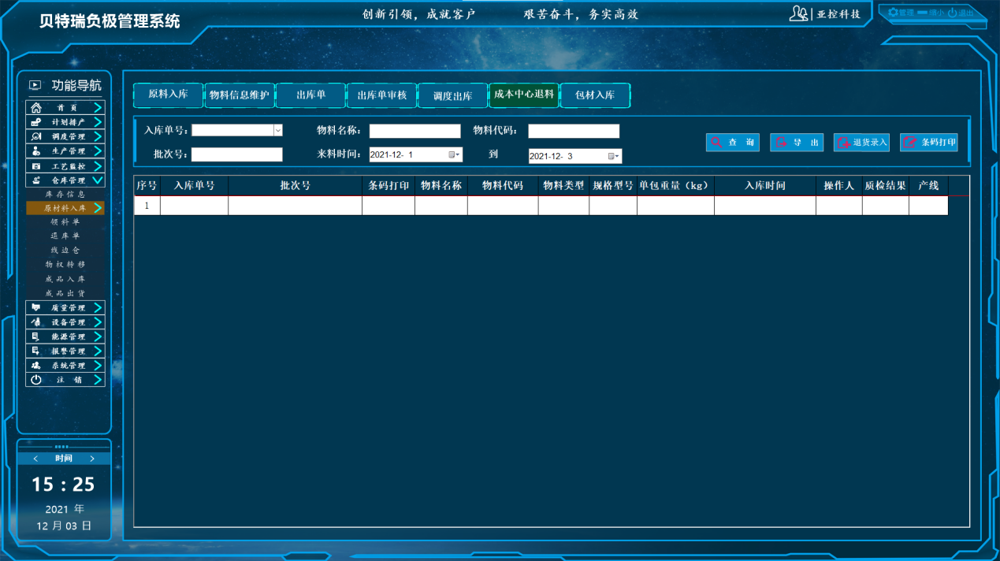 贝特瑞负极管理系统
创新引领，成就客户 艰苦奋斗，务实高效
亚控科技
管理 缩小 退出
功能导航
首 页
计划排产
调度管理
生产管理
工艺监控
仓库管理
库存信息
原材料入库
领料单
退库单
线边仓
物权转移
成品入库
成品出货
质量管理
设备管理
能源管理
报警管理
系统管理
注 销
< 时间 >
15 : 25
2021 年
12 月 03 日
原料入库 物料信息维护 出库单 出库单审核 调度出库 成本中心退料 包材入库
入库单号： 物料名称： 物料代码：
批次号： 来料时间： 2021-12- 1 到 2021-12- 3
查 询 导 出 退货录入 条码打印
序号 入库单号 批次号 条码打印 物料名称 物料代码 物料类型 规格型号 单包重量（kg） 入库时间 操作人 质检结果 产线
1